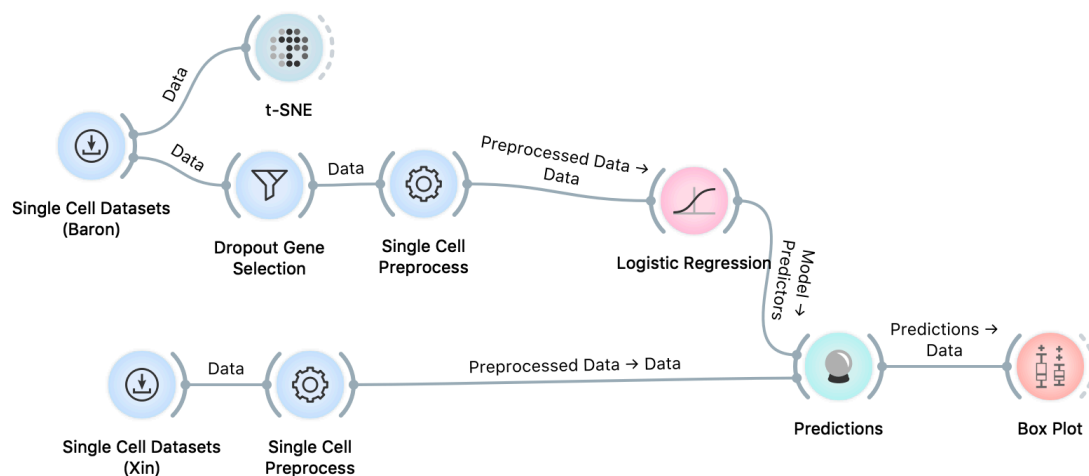 Data
t-SNE
Data
Single Cell Datasets
(Baron)
Dropout Gene
Selection
Data
Single Cell
Preprocess
Preprocessed Data →
Data
Logistic Regression
Model →
Predictors
Single Cell Datasets
(Xin)
Data
Single Cell
Preprocess
Preprocessed Data → Data
Predictions
Predictions →
Data
Box Plot